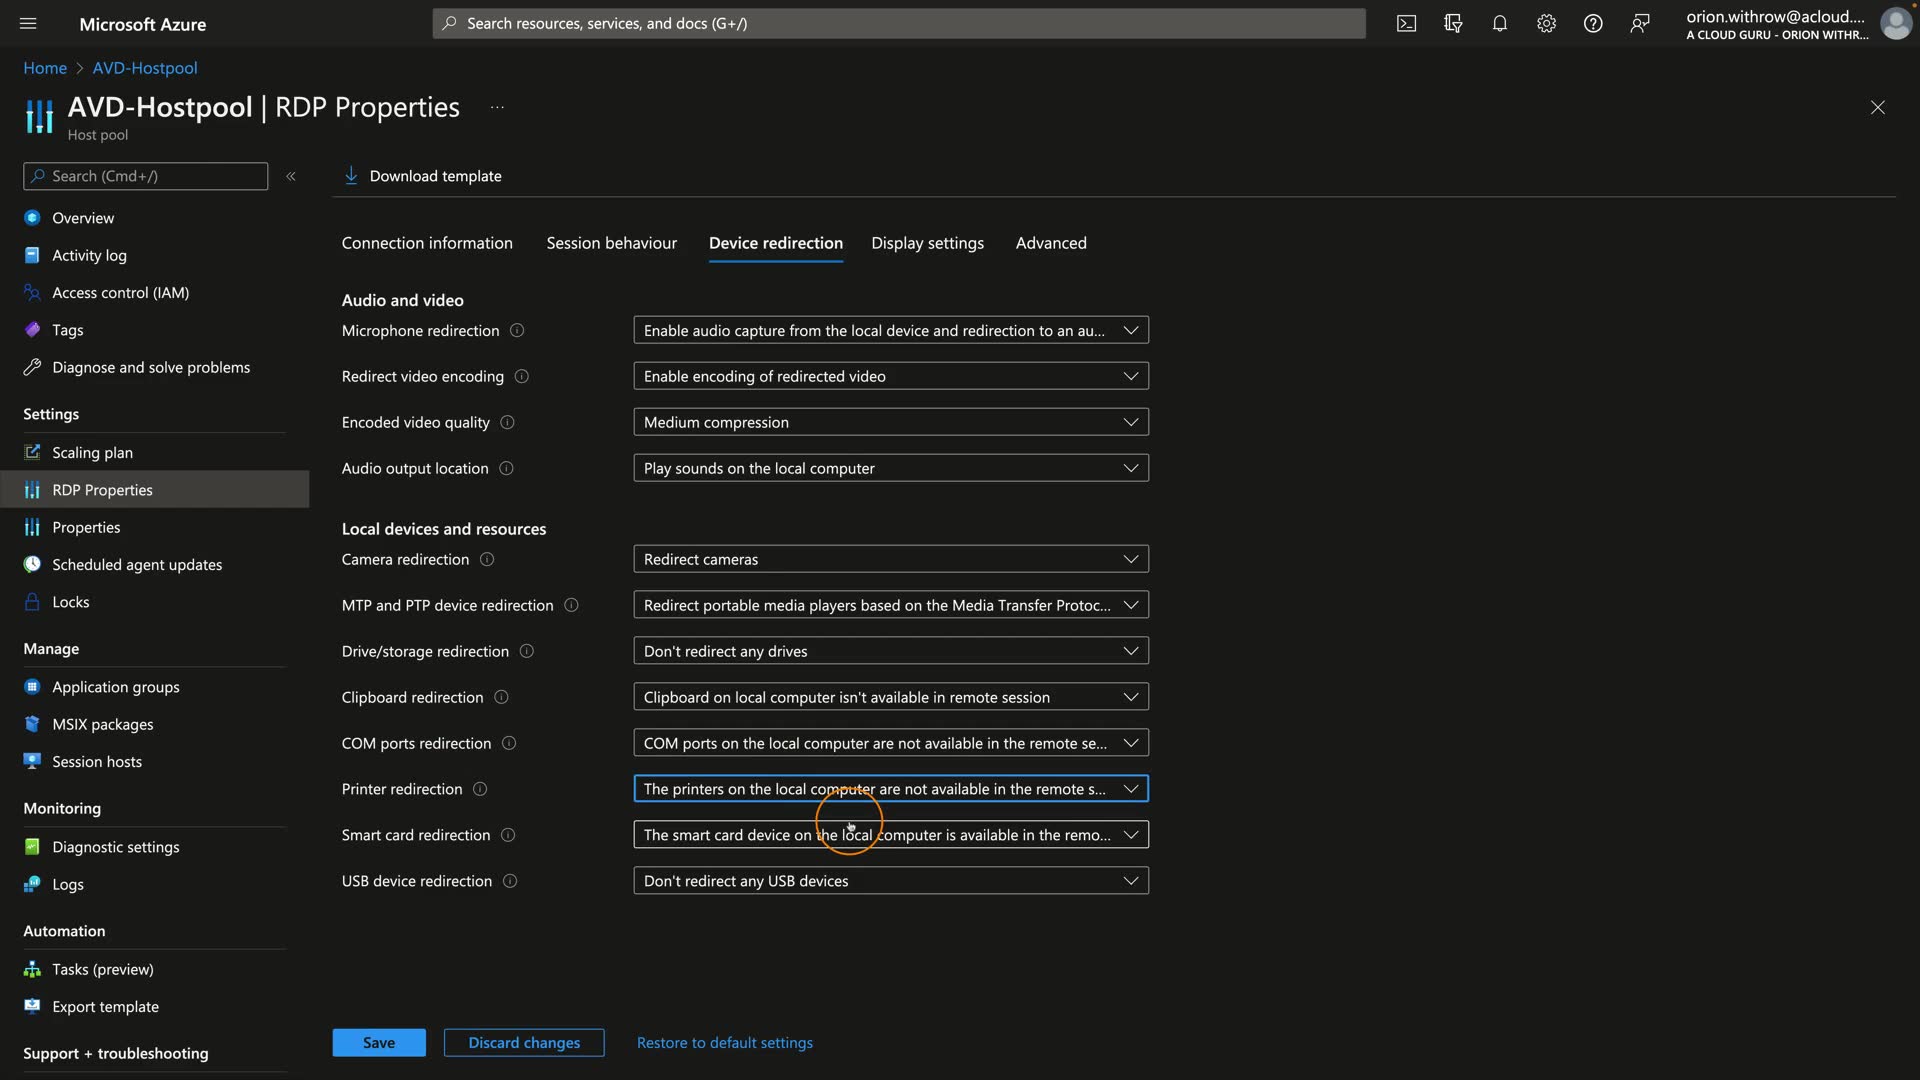 Microsoft Azure
Search resources, services, and docs (G+/)
orion.withrow@acloud....
A CLOUD GURU - ORION WITHR...
Home > AVD-Hostpool
AVD-Hostpool | RDP Properties ...
Host pool
Search (Cmd+/)
Download template
Overview
Activity log
Access control (IAM)
Tags
Diagnose and solve problems
Settings
Scaling plan
RDP Properties
Properties
Scheduled agent updates
Locks
Manage
Application groups
MSIX packages
Session hosts
Monitoring
Diagnostic settings
Logs
Automation
Tasks (preview)
Export template
Support + troubleshooting
Connection information Session behaviour Device redirection Display settings Advanced
Audio and video
Microphone redirection Enable audio capture from the local device and redirection to an au...
Redirect video encoding Enable encoding of redirected video
Encoded video quality Medium compression
Audio output location Play sounds on the local computer
Local devices and resources
Camera redirection Redirect cameras
MTP and PTP device redirection Redirect portable media players based on the Media Transfer Protoc...
Drive/storage redirection Don't redirect any drives
Clipboard redirection Clipboard on local computer isn't available in remote session
COM ports redirection COM ports on the local computer are not available in the remote se...
Printer redirection The printers on the local computer are not available in the remote s...
Smart card redirection The smart card device on the local computer is available in the remo...
USB device redirection Don't redirect any USB devices
Save Discard changes Restore to default settings